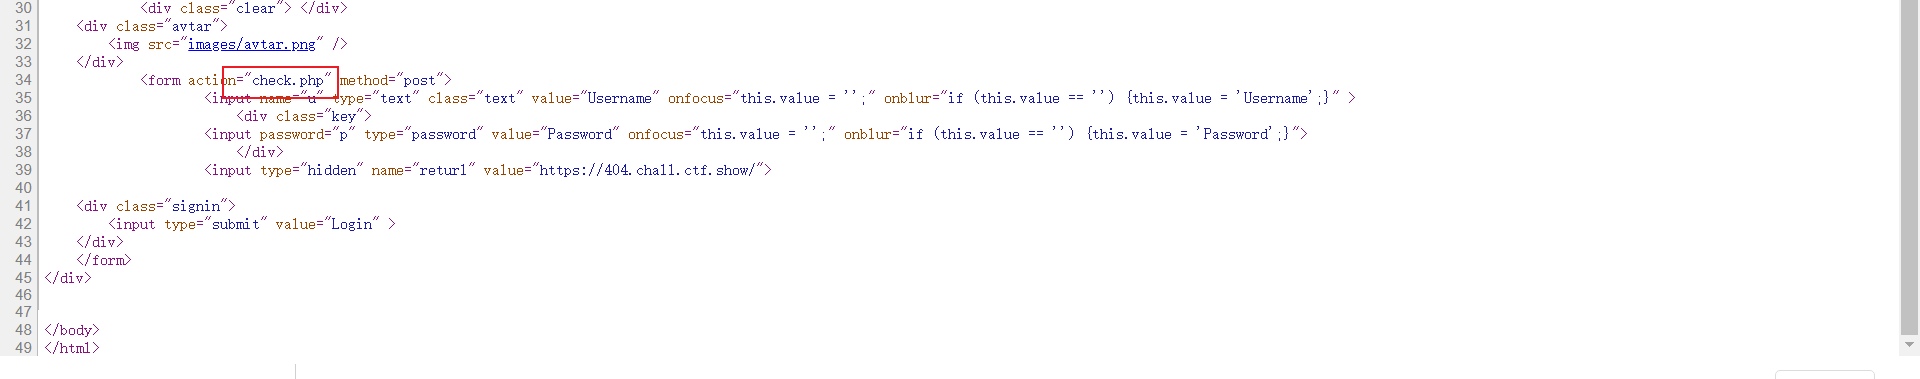 30 <div class="clear"> </div>
31 <div class="avtar">
32 <img src="images/avtar.png" />
33 </div>
34 <form action="check.php" method="post">
35 <input name="u" type="text" class="text" value="Username" onfocus="this.value = '';" onblur="if (this.value == '') {this.value = 'Username';}" >
36 <div class="key">
37 <input password="p" type="password" value="Password" onfocus="this.value = '';" onblur="if (this.value == '') {this.value = 'Password';}">
38 </div>
39 <input type="hidden" name="returl" value="https://404.chall.ctf.show/">
40
41 <div class="signin">
42 <input type="submit" value="Login" >
43 </div>
44 </form>
45 </div>
46
47
48 </body>
49 </html>